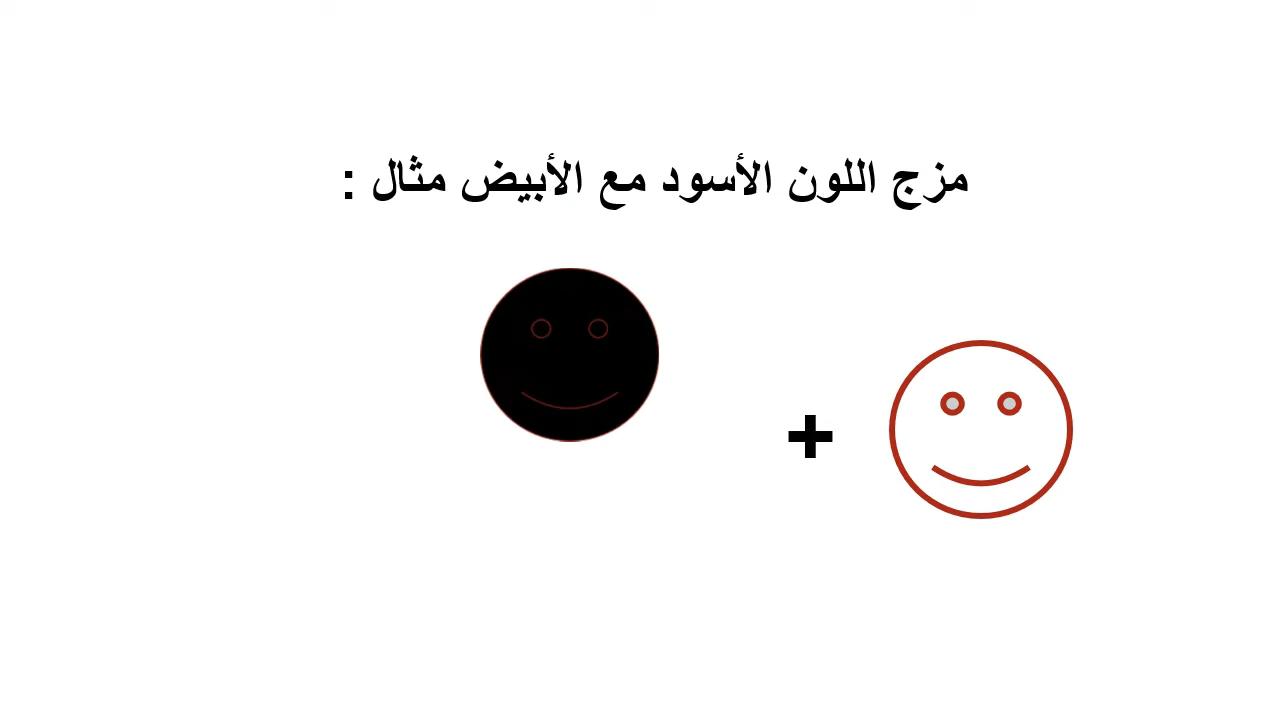 مزج اللون الأسود مع الأبيض مثال :
+